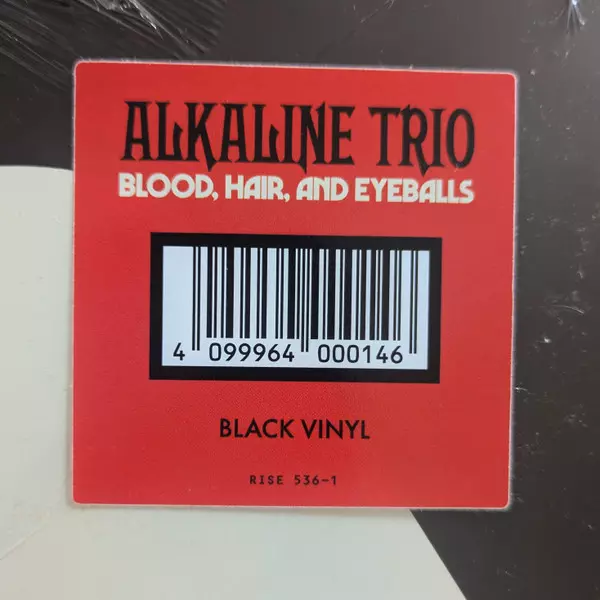 ALKALINE TRIO
BLOOD, HAIR, AND EYEBALLS
4 099964 000146
BLACK VINYL
RISE 536-1